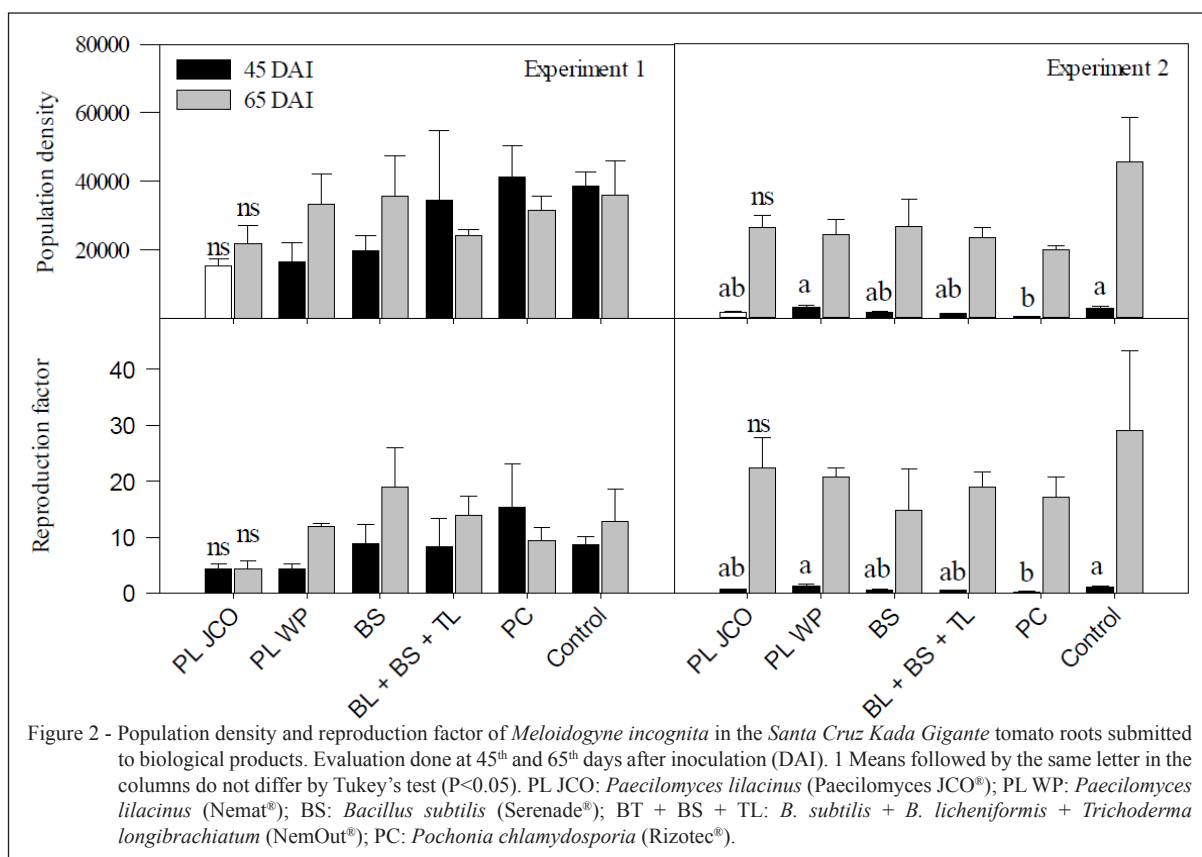 80000
60000
40000
20000
Population density
45 DAI
65 DAI
Experiment 1
ns
ns
Experiment 2
ab
ns
a
ab
ab
b
a
40
30
20
10
0
Reproduction factor
ns
ns
ab
ns
a
ab
ab
b
a
PL JCO
PL WP
BS
BL + BS + TL
PC
Control
PL JCO
PL WP
BS
BL + BS + TL
PC
Control
Figure 2 - Population density and reproduction factor of Meloidogyne incognita in the Santa Cruz Kada Gigante tomato roots submitted
to biological products. Evaluation done at 45th and 65th days after inoculation (DAI). 1 Means followed by the same letter in the
columns do not differ by Tukey's test (P<0.05). PL JCO: Paecilomyces lilacinus (Paecilomyces JCO®); PL WP: Paecilomyces
lilacinus (Nemat®); BS: Bacillus subtilis (Serenade®); BT + BS + TL: B. subtilis + B. licheniformis + Trichoderma
longibrachiatum (NemOut®); PC: Pochonia chlamydosporia (Rizotec®).